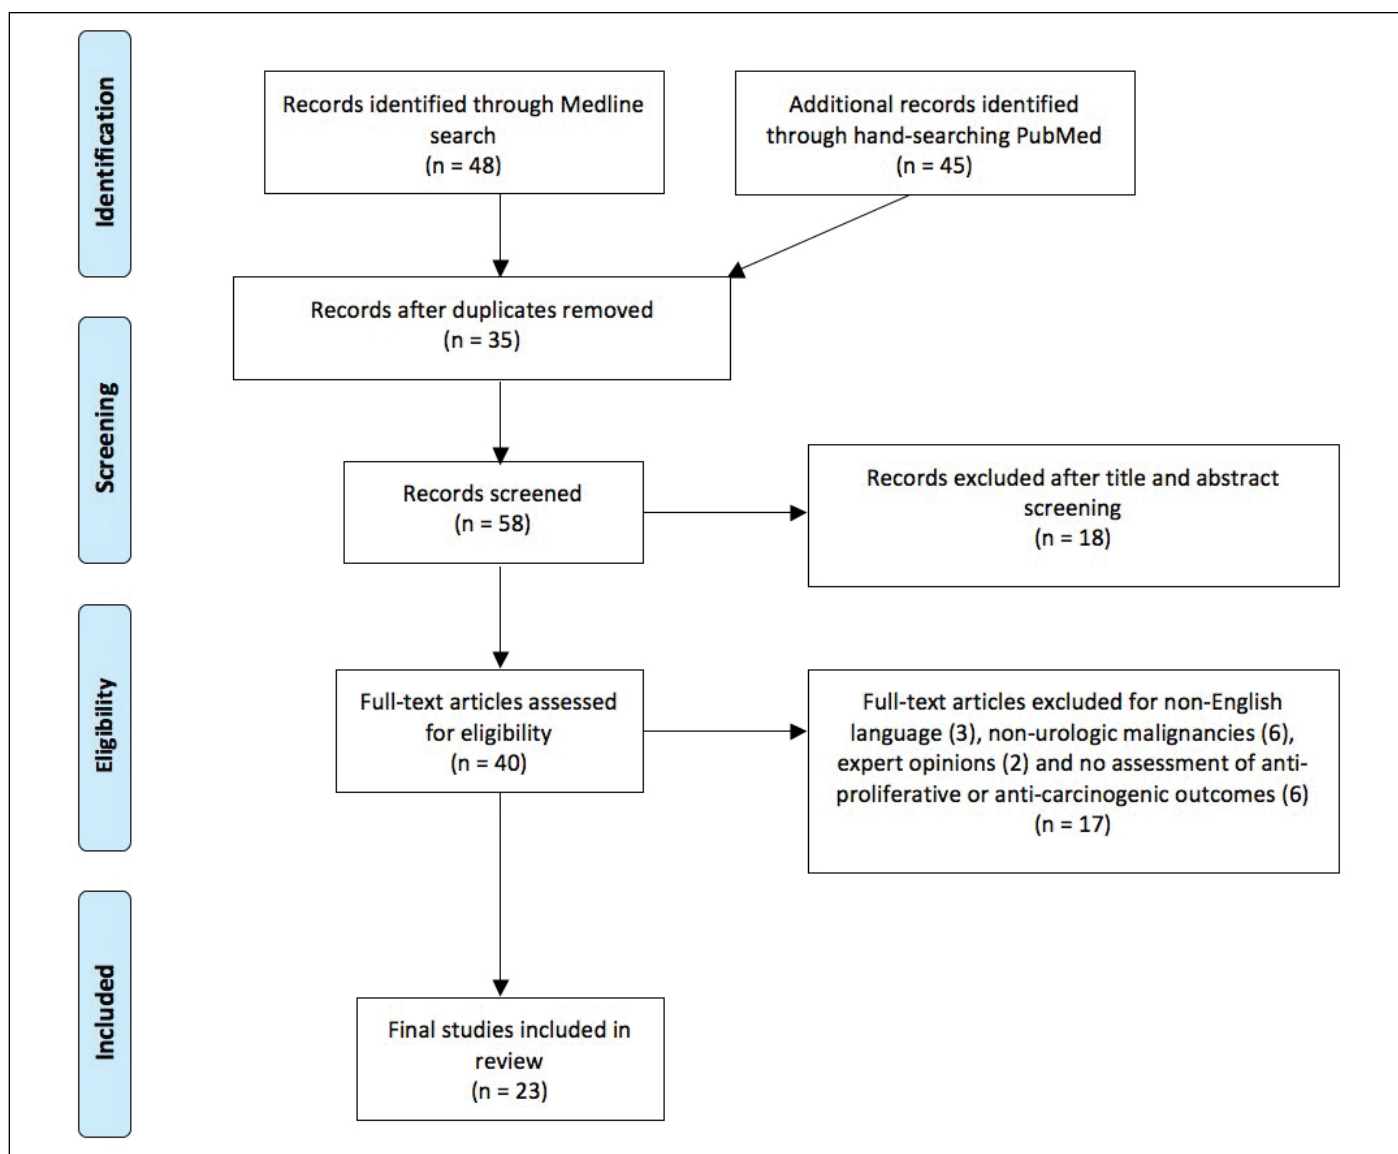 Identification
Records identified through Medline
search
(n = 48)
Additional records identified
through hand-searching PubMed
(n = 45)
Records after duplicates removed
(n = 35)
Screening
Records screened
(n = 58)
Records excluded after title and abstract
screening
(n = 18)
Eligibility
Full-text articles assessed
for eligibility
(n = 40)
Full-text articles excluded for non-English
language (3), non-urologic malignancies (6),
expert opinions (2) and no assessment of anti-
proliferative or anti-carcinogenic outcomes (6)
(n = 17)
Included
Final studies included in
review
(n = 23)